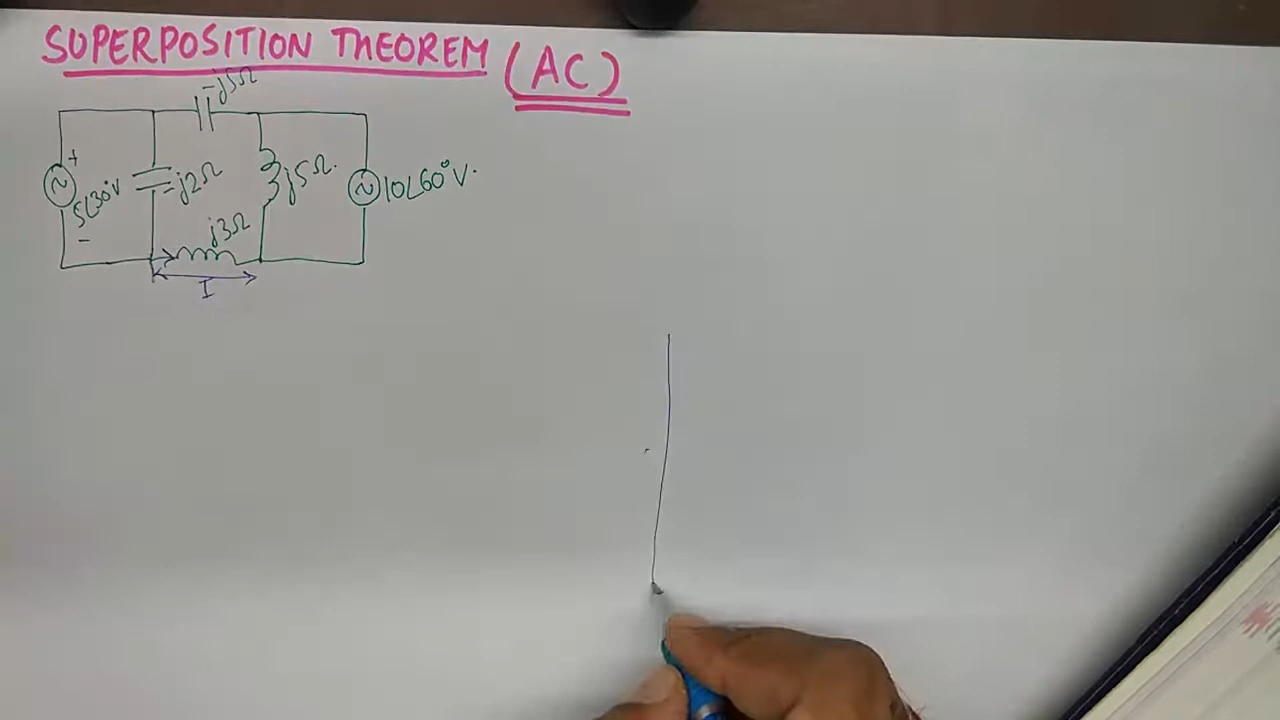 SUPERPOSITION THEOREM (AC)
-j5Ω
+
5∠30°V
-
-j2Ω
j5Ω.
10∠60°V.
j3Ω
I